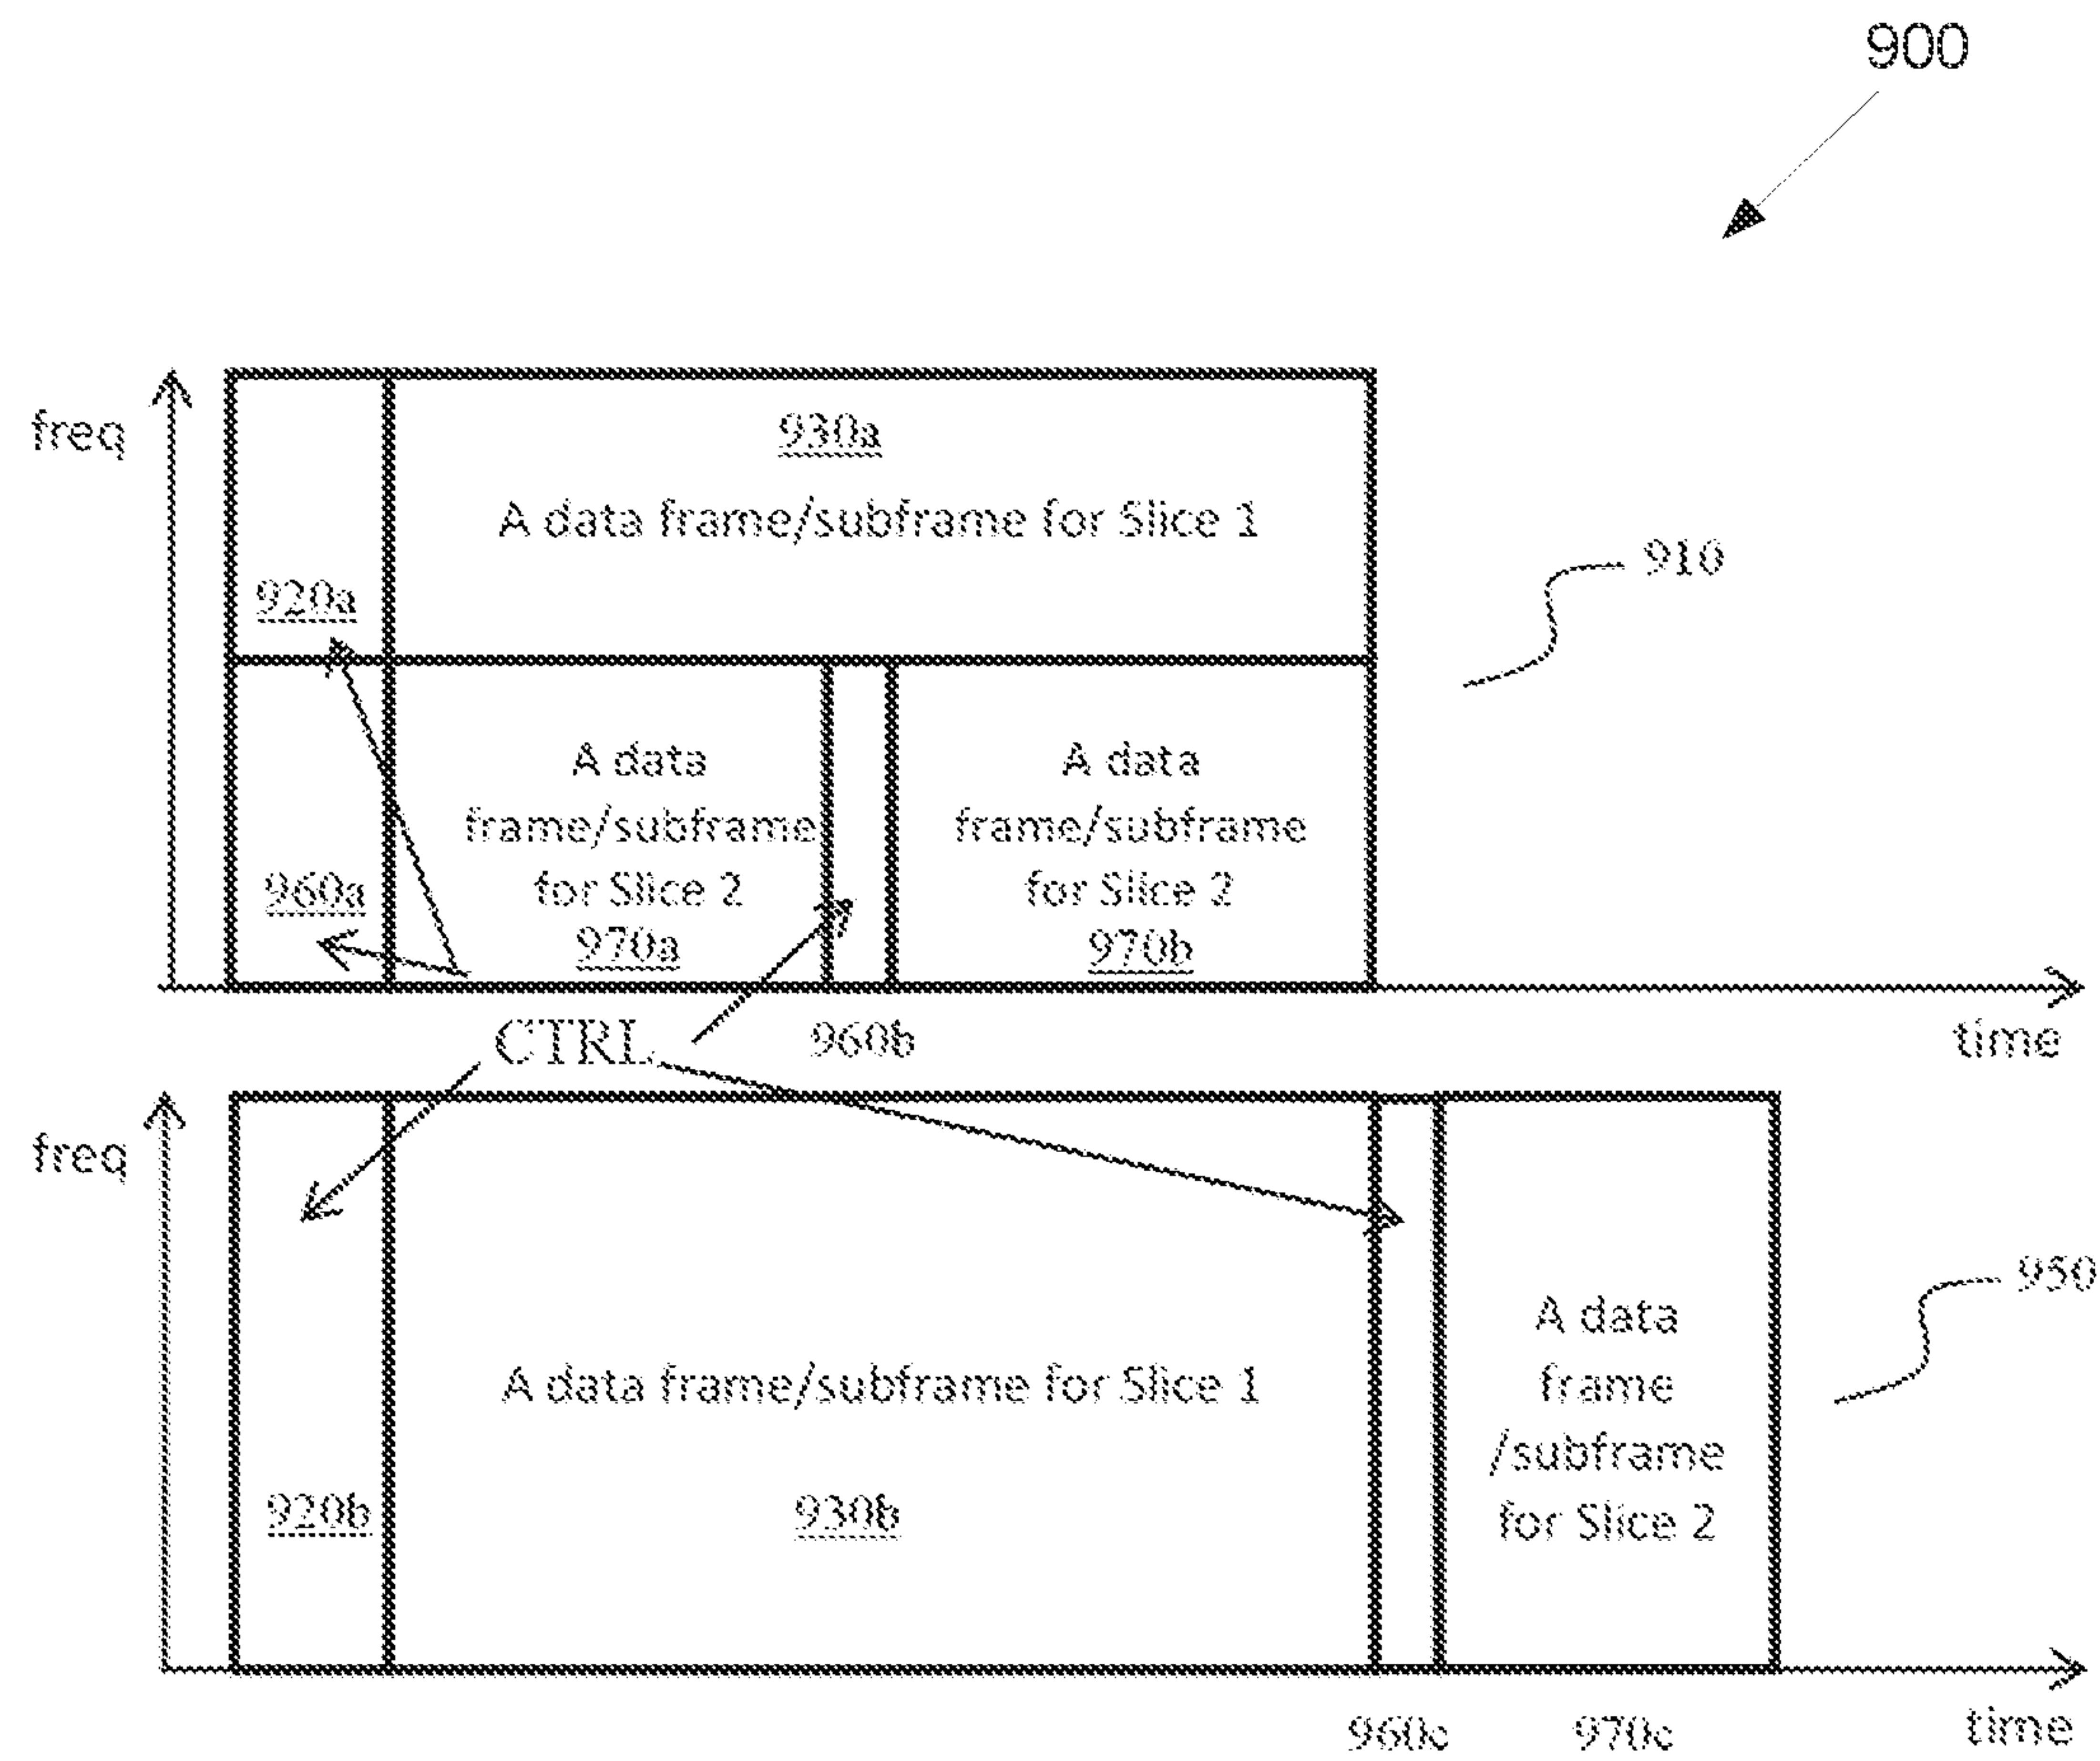 900
freq
930a
A data frame/subframe for Slice 1
910
920a
A data
frame/subframe
for Slice 2
970a
A data
frame/subframe
for Slice 2
970b
960a
CTRL
960b
time
freq
950
A data frame/subframe for Slice 1
920b
930b
A data
frame
/subframe
for Slice 2
960c
970c
time